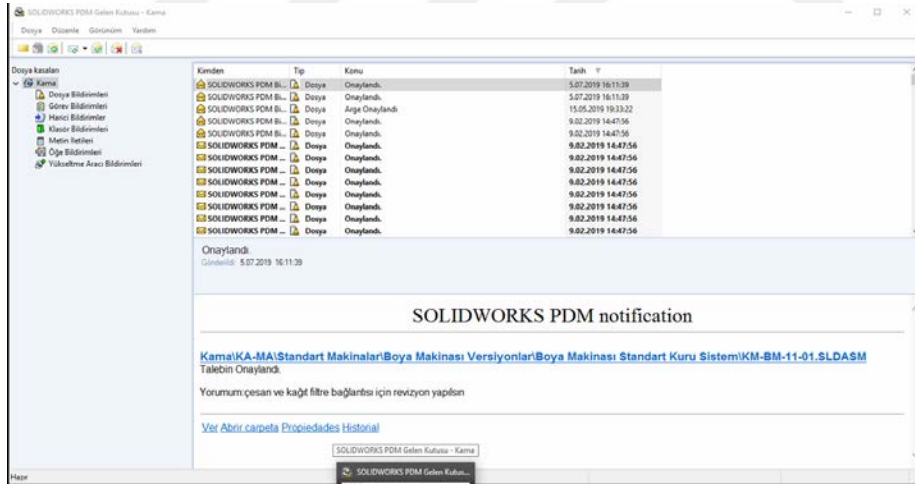 SOLIDWORKS PDM Gelen Kutusu - Kama
Dosya Düzenle Görünüm Yardım
Dosya kasaları
Kama
Dosya Bildirimleri
Görev Bildirimleri
Harici Bildirimler
Klasör Bildirimleri
Metin İletileri
Öğe Bildirimleri
Yükseltme Aracı Bildirimleri
Kimden Tip Konu Tarih
SOLIDWORKS PDM Bi... Dosya Onaylandı. 5.07.2019 16:11:39
SOLIDWORKS PDM Bi... Dosya Onaylandı. 5.07.2019 16:11:39
SOLIDWORKS PDM Bi... Dosya Arge Onaylandı 15.05.2019 19:33:22
SOLIDWORKS PDM Bi... Dosya Onaylandı. 9.02.2019 14:47:56
SOLIDWORKS PDM Bi... Dosya Onaylandı. 9.02.2019 14:47:56
SOLIDWORKS PDM ... Dosya Onaylandı. 9.02.2019 14:47:56
SOLIDWORKS PDM ... Dosya Onaylandı. 9.02.2019 14:47:56
SOLIDWORKS PDM ... Dosya Onaylandı. 9.02.2019 14:47:56
SOLIDWORKS PDM ... Dosya Onaylandı. 9.02.2019 14:47:56
SOLIDWORKS PDM ... Dosya Onaylandı. 9.02.2019 14:47:56
SOLIDWORKS PDM ... Dosya Onaylandı. 9.02.2019 14:47:56
SOLIDWORKS PDM ... Dosya Onaylandı. 9.02.2019 14:47:56
SOLIDWORKS PDM ... Dosya Onaylandı. 9.02.2019 14:47:56
Onaylandı.
Gönderildi: 5.07.2019 16:11:39
SOLIDWORKS PDM notification
Kama\KA-MA\Standart Makinalar\Boya Makinası Versiyonlar\Boya Makinası Standart Kuru Sistem\KM-BM-11-01.SLDASM
Talebin Onaylandı.
Yorumum:çesan ve kağıt filtre bağlantısı için revizyon yapılsın
Ver Abrir carpeta Propiedades Historial
SOLIDWORKS PDM Gelen Kutusu - Kama
SOLIDWORKS PDM Gelen Kutus...
Hazır